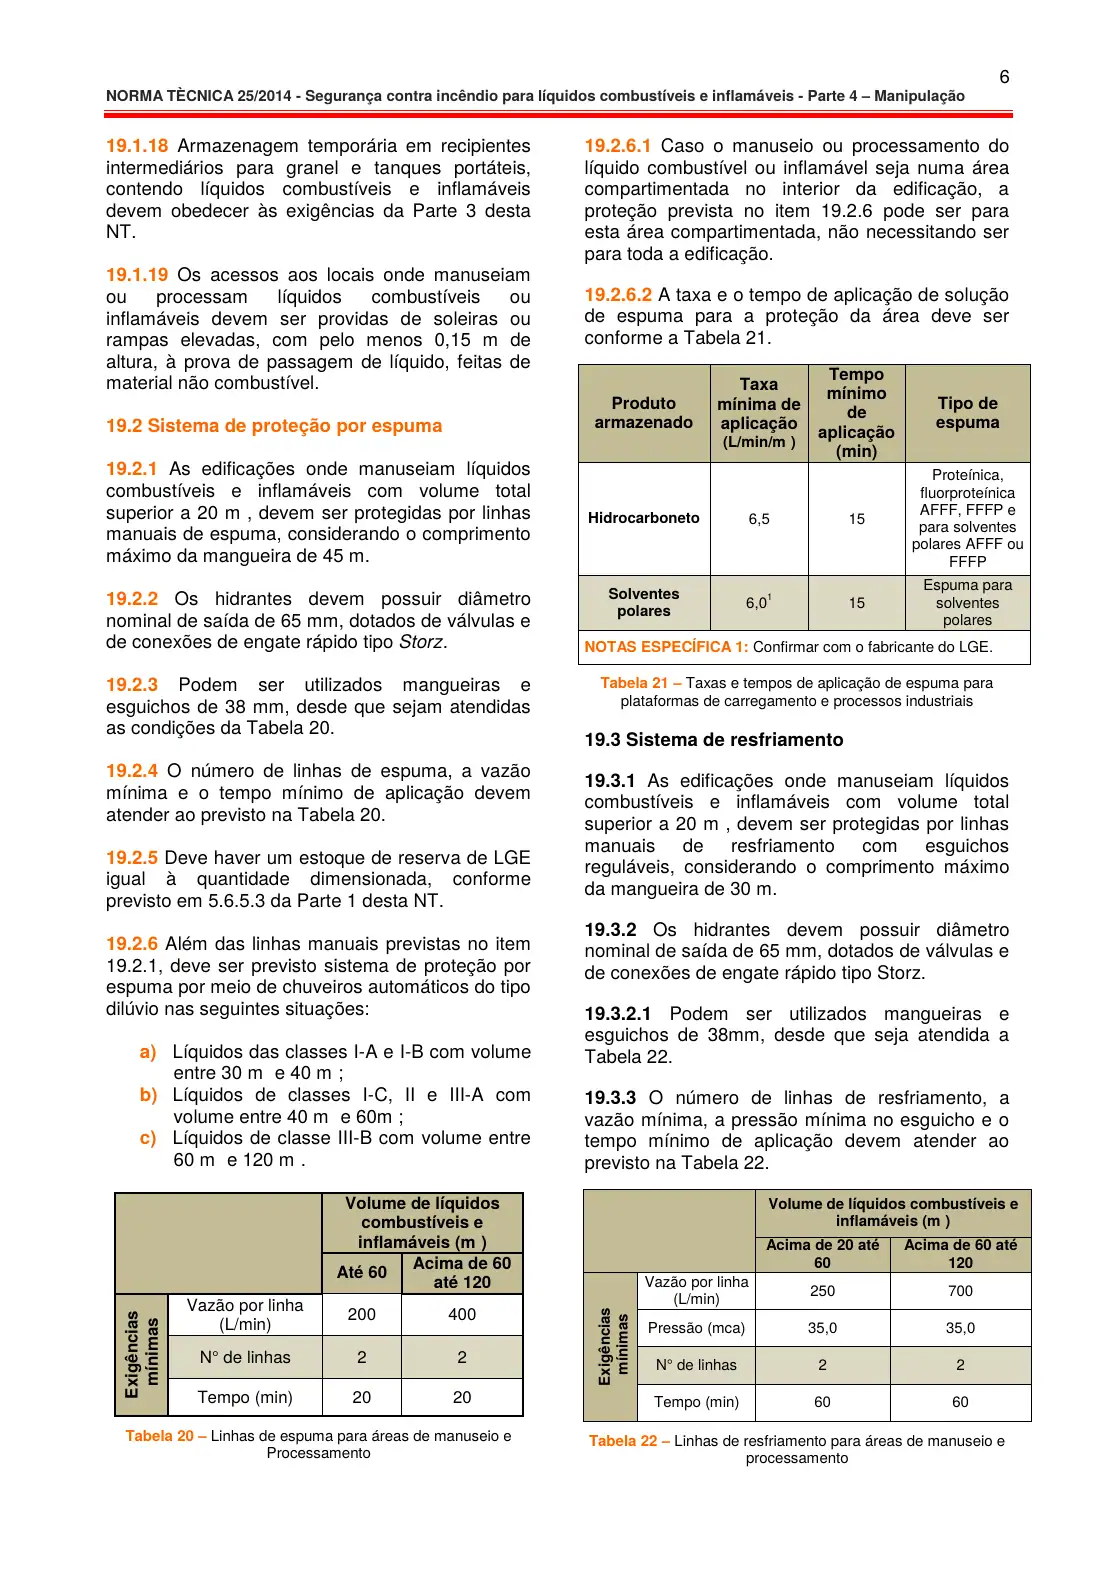 6
NORMA TÈCNICA 25/2014 - Segurança contra incêndio para líquidos combustíveis e inflamáveis - Parte 4 – Manipulação
19.1.18 Armazenagem temporária em recipientes
intermediários para granel e tanques portáteis,
contendo líquidos combustíveis e inflamáveis
devem obedecer às exigências da Parte 3 desta
NT.
19.1.19 Os acessos aos locais onde manuseiam
ou processam líquidos combustíveis ou
inflamáveis devem ser providas de soleiras ou
rampas elevadas, com pelo menos 0,15 m de
altura, à prova de passagem de líquido, feitas de
material não combustível.
19.2 Sistema de proteção por espuma
19.2.1 As edificações onde manuseiam líquidos
combustíveis e inflamáveis com volume total
superior a 20 m , devem ser protegidas por linhas
manuais de espuma, considerando o comprimento
máximo da mangueira de 45 m.
19.2.2 Os hidrantes devem possuir diâmetro
nominal de saída de 65 mm, dotados de válvulas e
de conexões de engate rápido tipo Storz.
19.2.3 Podem ser utilizados mangueiras e
esguichos de 38 mm, desde que sejam atendidas
as condições da Tabela 20.
19.2.4 O número de linhas de espuma, a vazão
mínima e o tempo mínimo de aplicação devem
atender ao previsto na Tabela 20.
19.2.5 Deve haver um estoque de reserva de LGE
igual à quantidade dimensionada, conforme
previsto em 5.6.5.3 da Parte 1 desta NT.
19.2.6 Além das linhas manuais previstas no item
19.2.1, deve ser previsto sistema de proteção por
espuma por meio de chuveiros automáticos do tipo
dilúvio nas seguintes situações:
a) Líquidos das classes I-A e I-B com volume
entre 30 m e 40 m ;
b) Líquidos de classes I-C, II e III-A com
volume entre 40 m e 60m ;
c) Líquidos de classe III-B com volume entre
60 m e 120 m .
Volume de líquidos
combustíveis e
inflamáveis (m )
Até 60
Acima de 60
até 120
Exigências
mínimas
Vazão por linha
(L/min)
200
400
N° de linhas
2
2
Tempo (min)
20
20
Tabela 20 – Linhas de espuma para áreas de manuseio e
Processamento
19.2.6.1 Caso o manuseio ou processamento do
líquido combustível ou inflamável seja numa área
compartimentada no interior da edificação, a
proteção prevista no item 19.2.6 pode ser para
esta área compartimentada, não necessitando ser
para toda a edificação.
19.2.6.2 A taxa e o tempo de aplicação de solução
de espuma para a proteção da área deve ser
conforme a Tabela 21.
Produto
armazenado
Taxa
mínima de
aplicação
(L/min/m )
Tempo
mínimo
de
aplicação
(min)
Tipo de
espuma
Hidrocarboneto
6,5
15
Proteínica,
fluorproteínica
AFFF, FFFP e
para solventes
polares AFFF ou
FFFP
Solventes
polares
6,0¹
15
Espuma para
solventes
polares
NOTAS ESPECÍFICA 1: Confirmar com o fabricante do LGE.
Tabela 21 – Taxas e tempos de aplicação de espuma para
plataformas de carregamento e processos industriais
19.3 Sistema de resfriamento
19.3.1 As edificações onde manuseiam líquidos
combustíveis e inflamáveis com volume total
superior a 20 m , devem ser protegidas por linhas
manuais de resfriamento com esguichos
reguláveis, considerando o comprimento máximo
da mangueira de 30 m.
19.3.2 Os hidrantes devem possuir diâmetro
nominal de saída de 65 mm, dotados de válvulas e
de conexões de engate rápido tipo Storz.
19.3.2.1 Podem ser utilizados mangueiras e
esguichos de 38mm, desde que seja atendida a
Tabela 22.
19.3.3 O número de linhas de resfriamento, a
vazão mínima, a pressão mínima no esguicho e o
tempo mínimo de aplicação devem atender ao
previsto na Tabela 22.
Volume de líquidos combustíveis e
inflamáveis (m )
Acima de 20 até
60
Acima de 60 até
120
Exigências
mínimas
Vazão por linha
(L/min)
250
700
Pressão (mca)
35,0
35,0
N° de linhas
2
2
Tempo (min)
60
60
Tabela 22 – Linhas de resfriamento para áreas de manuseio e
processamento